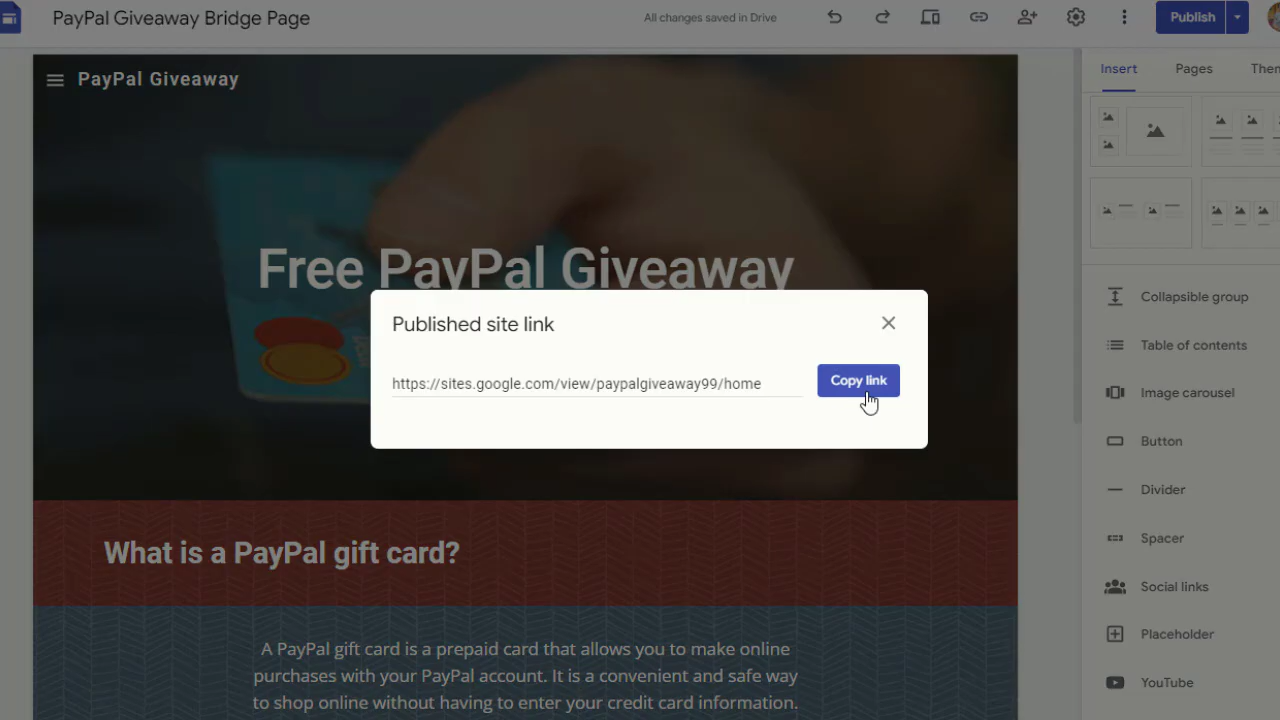 PayPal Giveaway Bridge Page
All changes saved in Drive
Publish
PayPal Giveaway
Insert
Pages
Free PayPal Giveaway
Published site link
https://sites.google.com/view/paypalgiveaway99/home
Copy link
Collapsible group
Table of contents
Image carousel
Button
Divider
Spacer
Social links
Placeholder
YouTube
What is a PayPal gift card?
A PayPal gift card is a prepaid card that allows you to make online
purchases with your PayPal account. It is a convenient and safe way
to shop online without having to enter your credit card information.